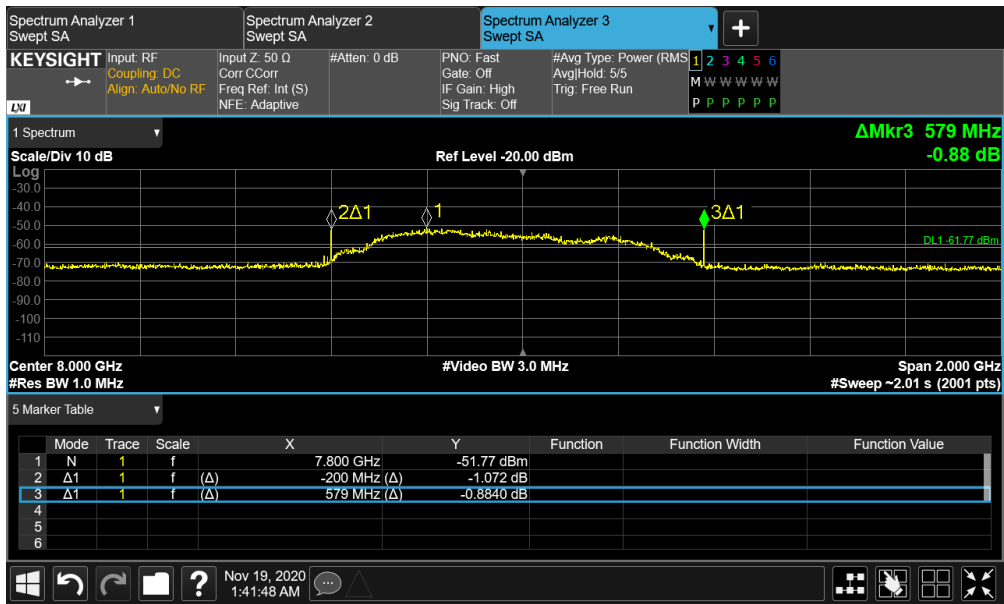 Spectrum Analyzer 1
Swept SA
Spectrum Analyzer 2
Swept SA
Spectrum Analyzer 3
Swept SA
▼
+
KEYSIGHT
LXI
Input: RF
Coupling: DC
Align: Auto/No RF
Input Z: 50 Ω
Corr CCorr
Freq Ref: Int (S)
NFE: Adaptive
#Atten: 0 dB
PNO: Fast
Gate: Off
IF Gain: High
Sig Track: Off
#Avg Type: Power (RMS
Avg|Hold: 5/5
Trig: Free Run
1 2 3 4 5 6
M W W W W W
P P P P P P
1 Spectrum ▼
ΔMkr3 579 MHz
-0.88 dB
Scale/Div 10 dB
Ref Level -20.00 dBm
Log
-30.0
-40.0
-50.0
-60.0
-70.0
-80.0
-90.0
-100
-110
2Δ1
1
3Δ1
DL1 -61.77 dBm
Center 8.000 GHz
#Video BW 3.0 MHz
Span 2.000 GHz
#Res BW 1.0 MHz
#Sweep ~2.01 s (2001 pts)
5 Marker Table ▼
Mode Trace Scale X Y Function Function Width Function Value
1 N 1 f 7.800 GHz -51.77 dBm
2 Δ1 1 f (Δ) -200 MHz (Δ) -1.072 dB
3 Δ1 1 f (Δ) 579 MHz (Δ) -0.8840 dB
4
5
6
?
Nov 19, 2020
1:41:48 AM